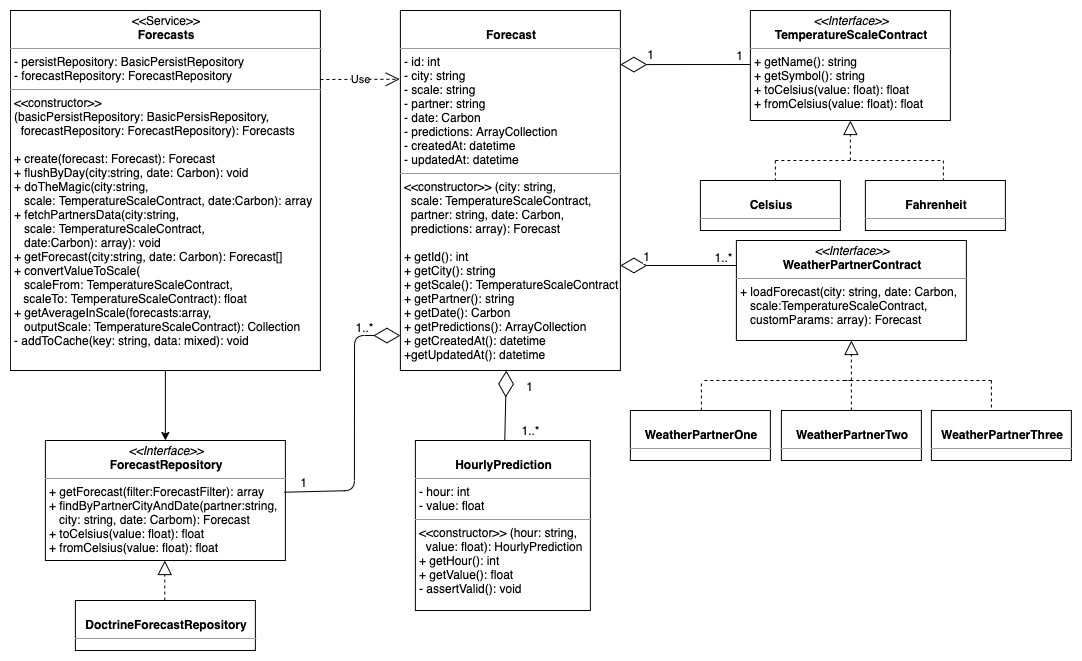 <<Service>>
Forecasts
- persistRepository: BasicPersistRepository
- forecastRepository: ForecastRepository
<<constructor>>
(basicPersistRepository: BasicPersisRepository,
forecastRepository: ForecastRepository): Forecasts
+ create(forecast: Forecast): Forecast
+ flushByDay(city:string, date: Carbon): void
+ doTheMagic(city:string,
scale: TemperatureScaleContract, date:Carbon): array
+ fetchPartnersData(city:string,
scale: TemperatureScaleContract,
date:Carbon): array): void
+ getForecast(city:string, date: Carbon): Forecast[]
+ convertValueToScale(
scaleFrom: TemperatureScaleContract,
scaleTo: TemperatureScaleContract): float
+ getAverageInScale(forecasts:array,
outputScale: TemperatureScaleContract): Collection
- addToCache(key: string, data: mixed): void
Use
Forecast
- id: int
- city: string
- scale: string
- partner: string
- date: Carbon
- predictions: ArrayCollection
- createdAt: datetime
- updatedAt: datetime
<<constructor>> (city: string,
scale: TemperatureScaleContract,
partner: string, date: Carbon,
predictions: array): Forecast
+ getId(): int
+ getCity(): string
+ getScale(): TemperatureScaleContract
+ getPartner(): string
+ getDate(): Carbon
+ getPredictions(): ArrayCollection
+ getCreatedAt(): datetime
+getUpdatedAt(): datetime
1
1
<<Interface>>
TemperatureScaleContract
+ getName(): string
+ getSymbol(): string
+ toCelsius(value: float): float
+ fromCelsius(value: float): float
Celsius
Fahrenheit
1
1..*
<<Interface>>
WeatherPartnerContract
+ loadForecast(city: string, date: Carbon,
scale:TemperatureScaleContract,
customParams: array): Forecast
WeatherPartnerOne
WeatherPartnerTwo
WeatherPartnerThree
1..*
1
1
1..*
<<Interface>>
ForecastRepository
+ getForecast(filter:ForecastFilter): array
+ findByPartnerCityAndDate(partner:string,
city: string, date: Carbom): Forecast
+ toCelsius(value: float): float
+ fromCelsius(value: float): float
DoctrineForecastRepository
HourlyPrediction
- hour: int
- value: float
<<constructor>> (hour: string,
value: float): HourlyPrediction
+ getHour(): int
+ getValue(): float
- assertValid(): void